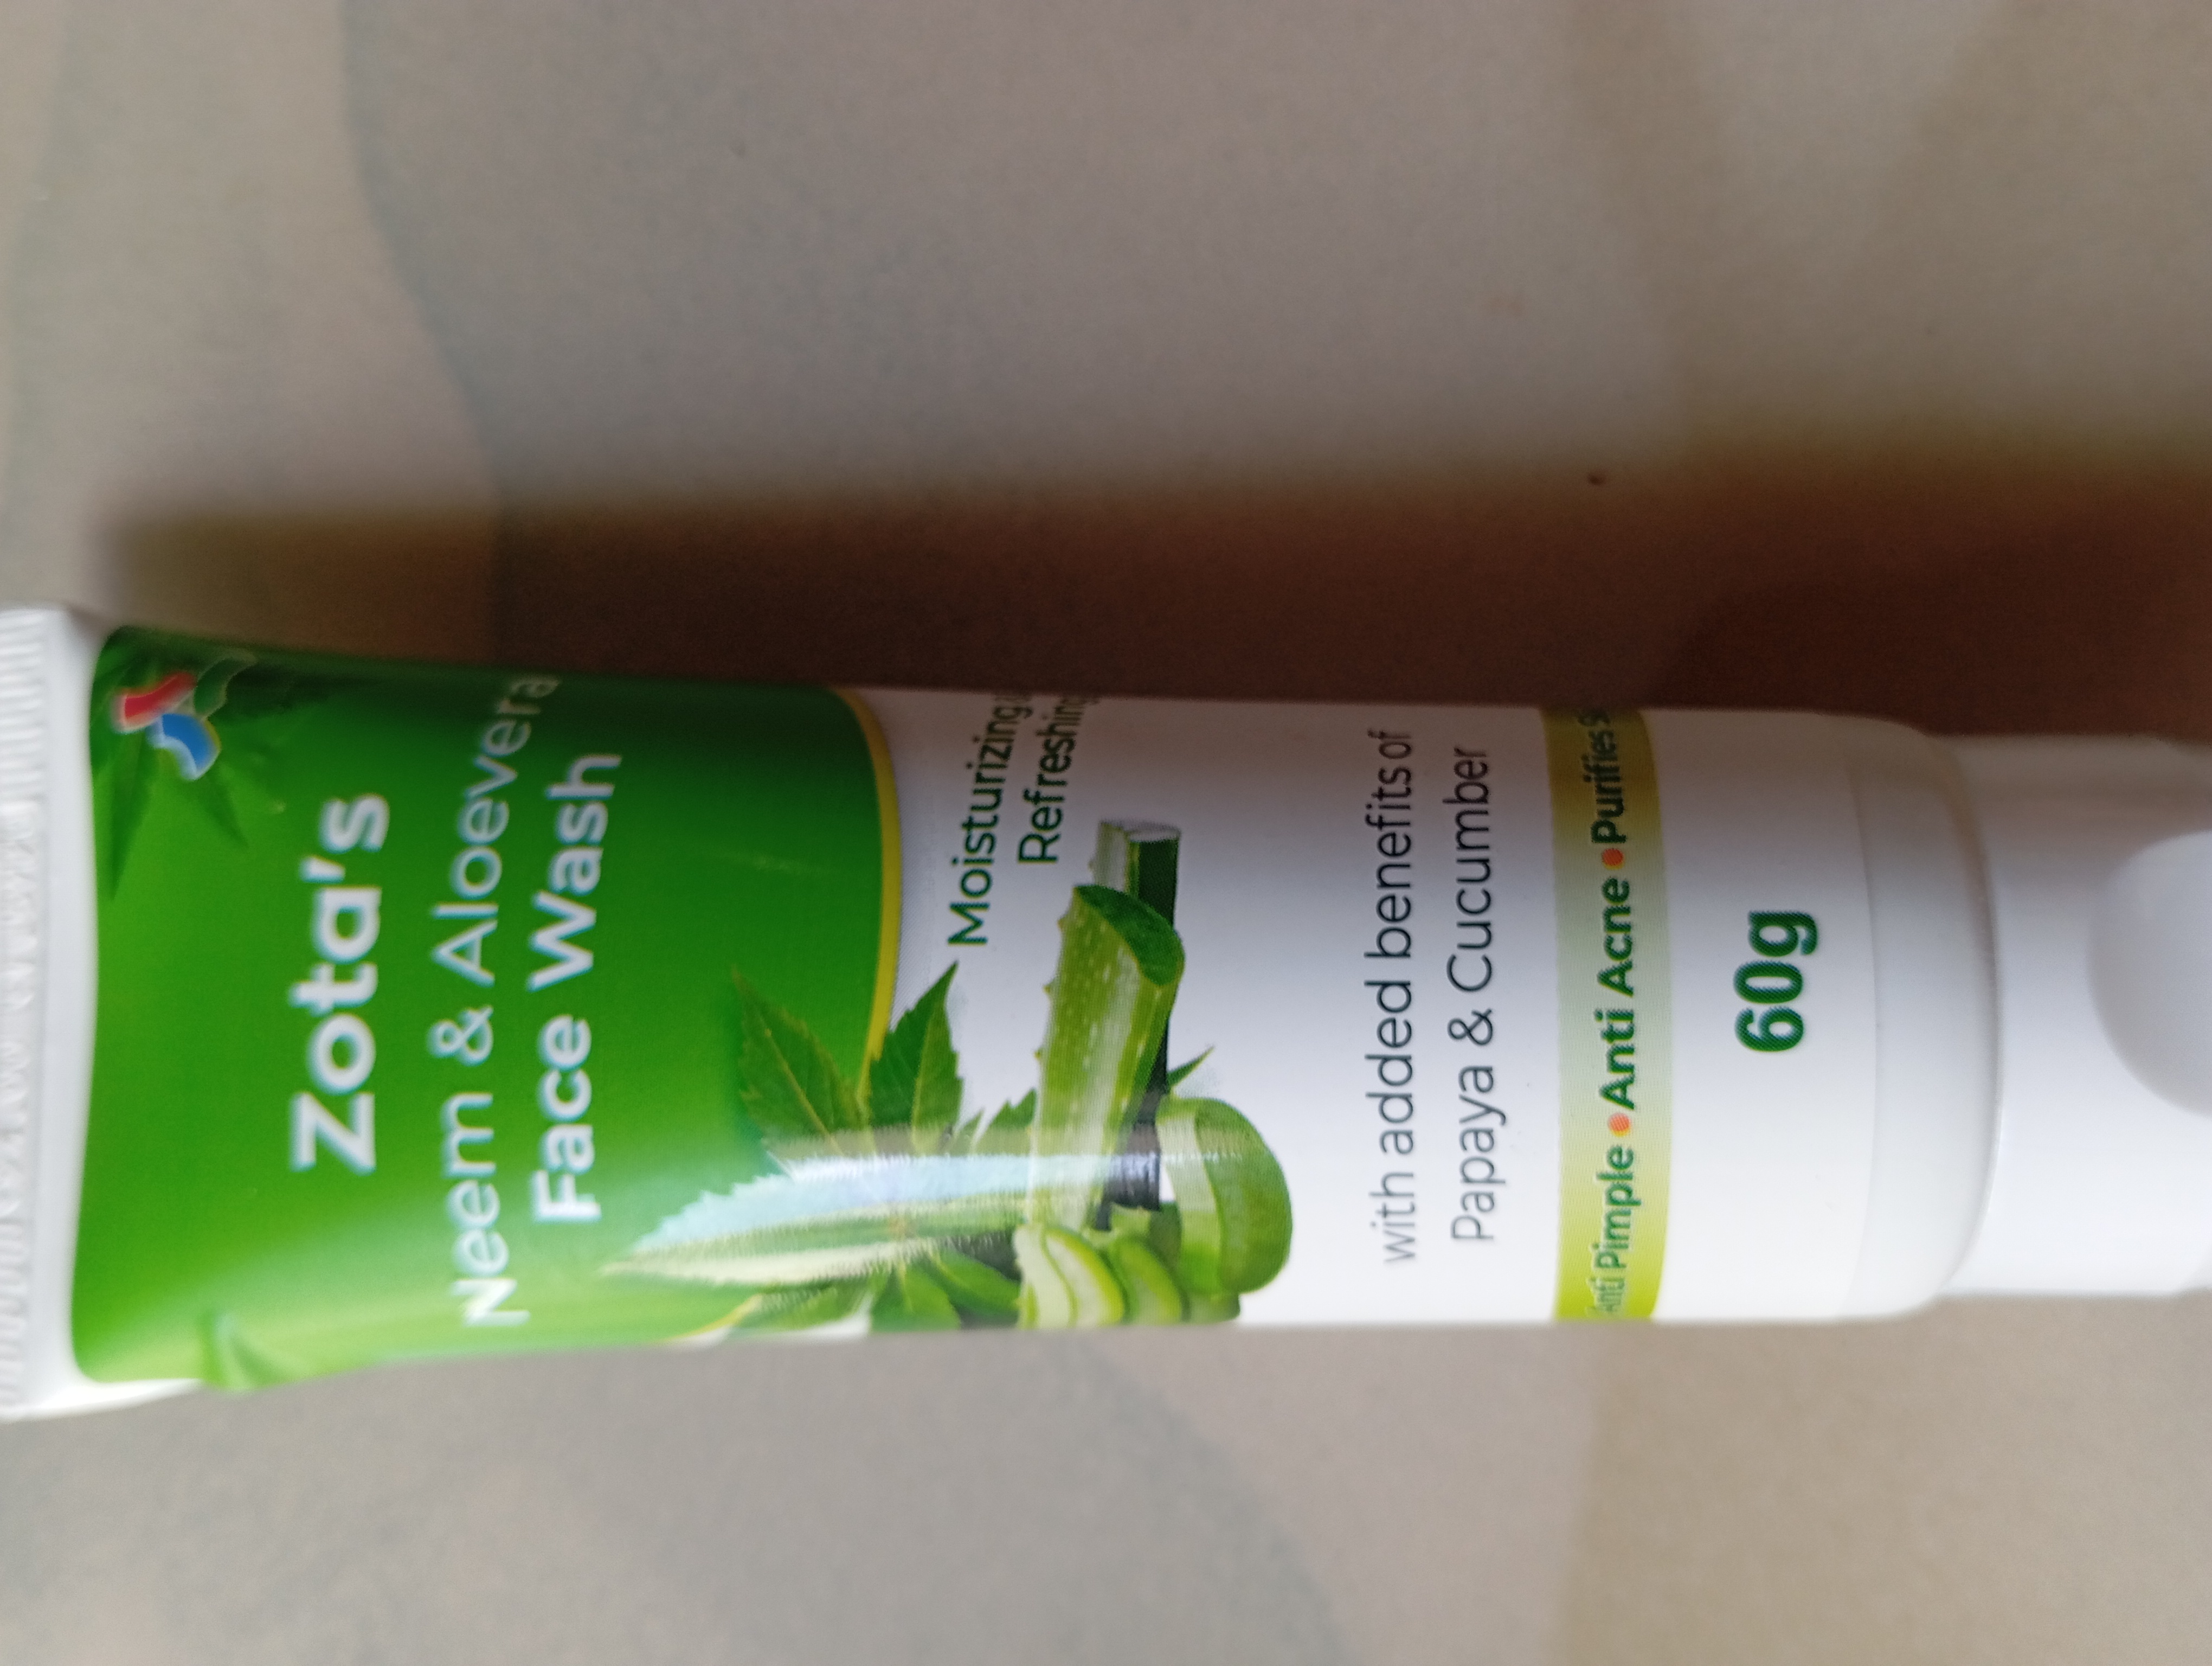 Zota's
Neem & Aloevera
Face Wash
Moisturizing
Refreshing
with added benefits of
Papaya & Cucumber
Anti Pimple • Anti Acne • Purifies
60g